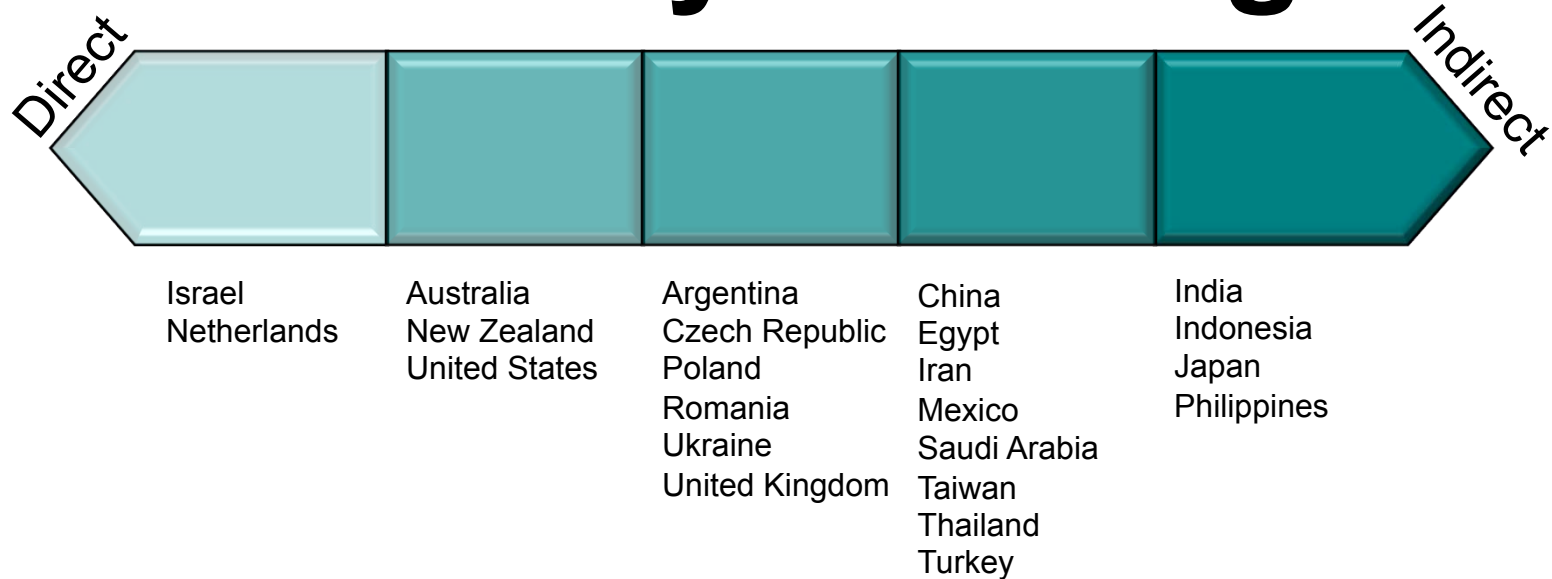 Direct
Indirect
Israel
Netherlands
Australia
New Zealand
United States
Argentina
Czech Republic
Poland
Romania
Ukraine
United Kingdom
China
Egypt
Iran
Mexico
Saudi Arabia
Taiwan
Thailand
Turkey
India
Indonesia
Japan
Philippines